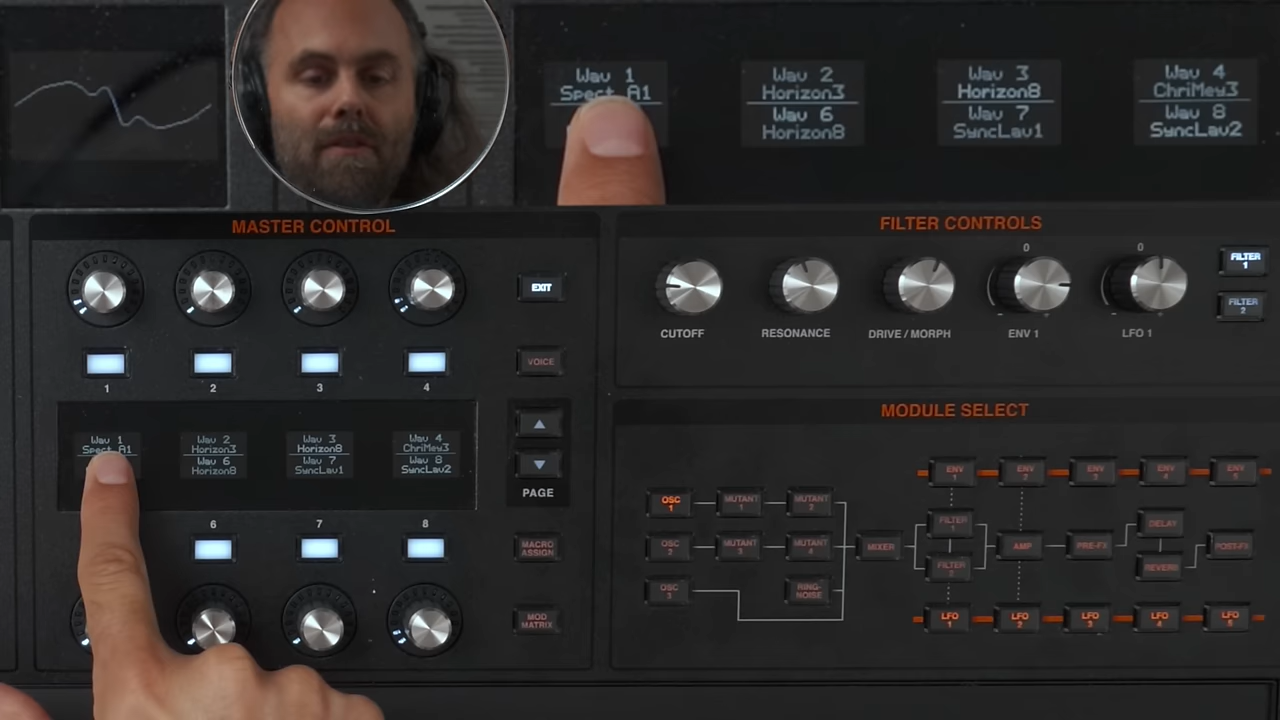 Wav 1
Spect A1
Wav 2
Horizon3
Wav 6
Horizon8
Wav 3
Horizon8
Wav 7
SyncLav1
Wav 4
ChriMey3
Wav 8
SyncLav2
MASTER CONTROL
EXIT
VOICE
1
2
3
4
Wav 1
Spect A1
Wav 2
Horizon3
Wav 6
Horizon8
Wav 3
Horizon8
Wav 7
SyncLav1
Wav 4
ChriMey3
Wav 8
SyncLav2
PAGE
6
7
8
MACRO
ASSIGN
MOD
MATRIX
FILTER CONTROLS
0
0
CUTOFF
RESONANCE
DRIVE / MORPH
ENV 1
LFO 1
FILTER
1
FILTER
2
MODULE SELECT
ENV
1
ENV
2
ENV
3
ENV
4
ENV
5
OSC
1
MUTANT
1
MUTANT
2
FILTER
1
DELAY
OSC
2
MUTANT
3
MUTANT
4
MIXER
AMP
PRE-FX
POST-FX
FILTER
2
REVERB
OSC
3
RING-
NOISE
LFO
1
LFO
2
LFO
3
LFO
4
LFO
5